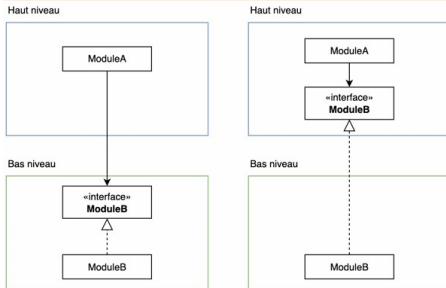 Haut niveau
ModuleA
Bas niveau
«interface»
ModuleB
ModuleB
Haut niveau
ModuleA
«interface»
ModuleB
Bas niveau
ModuleB